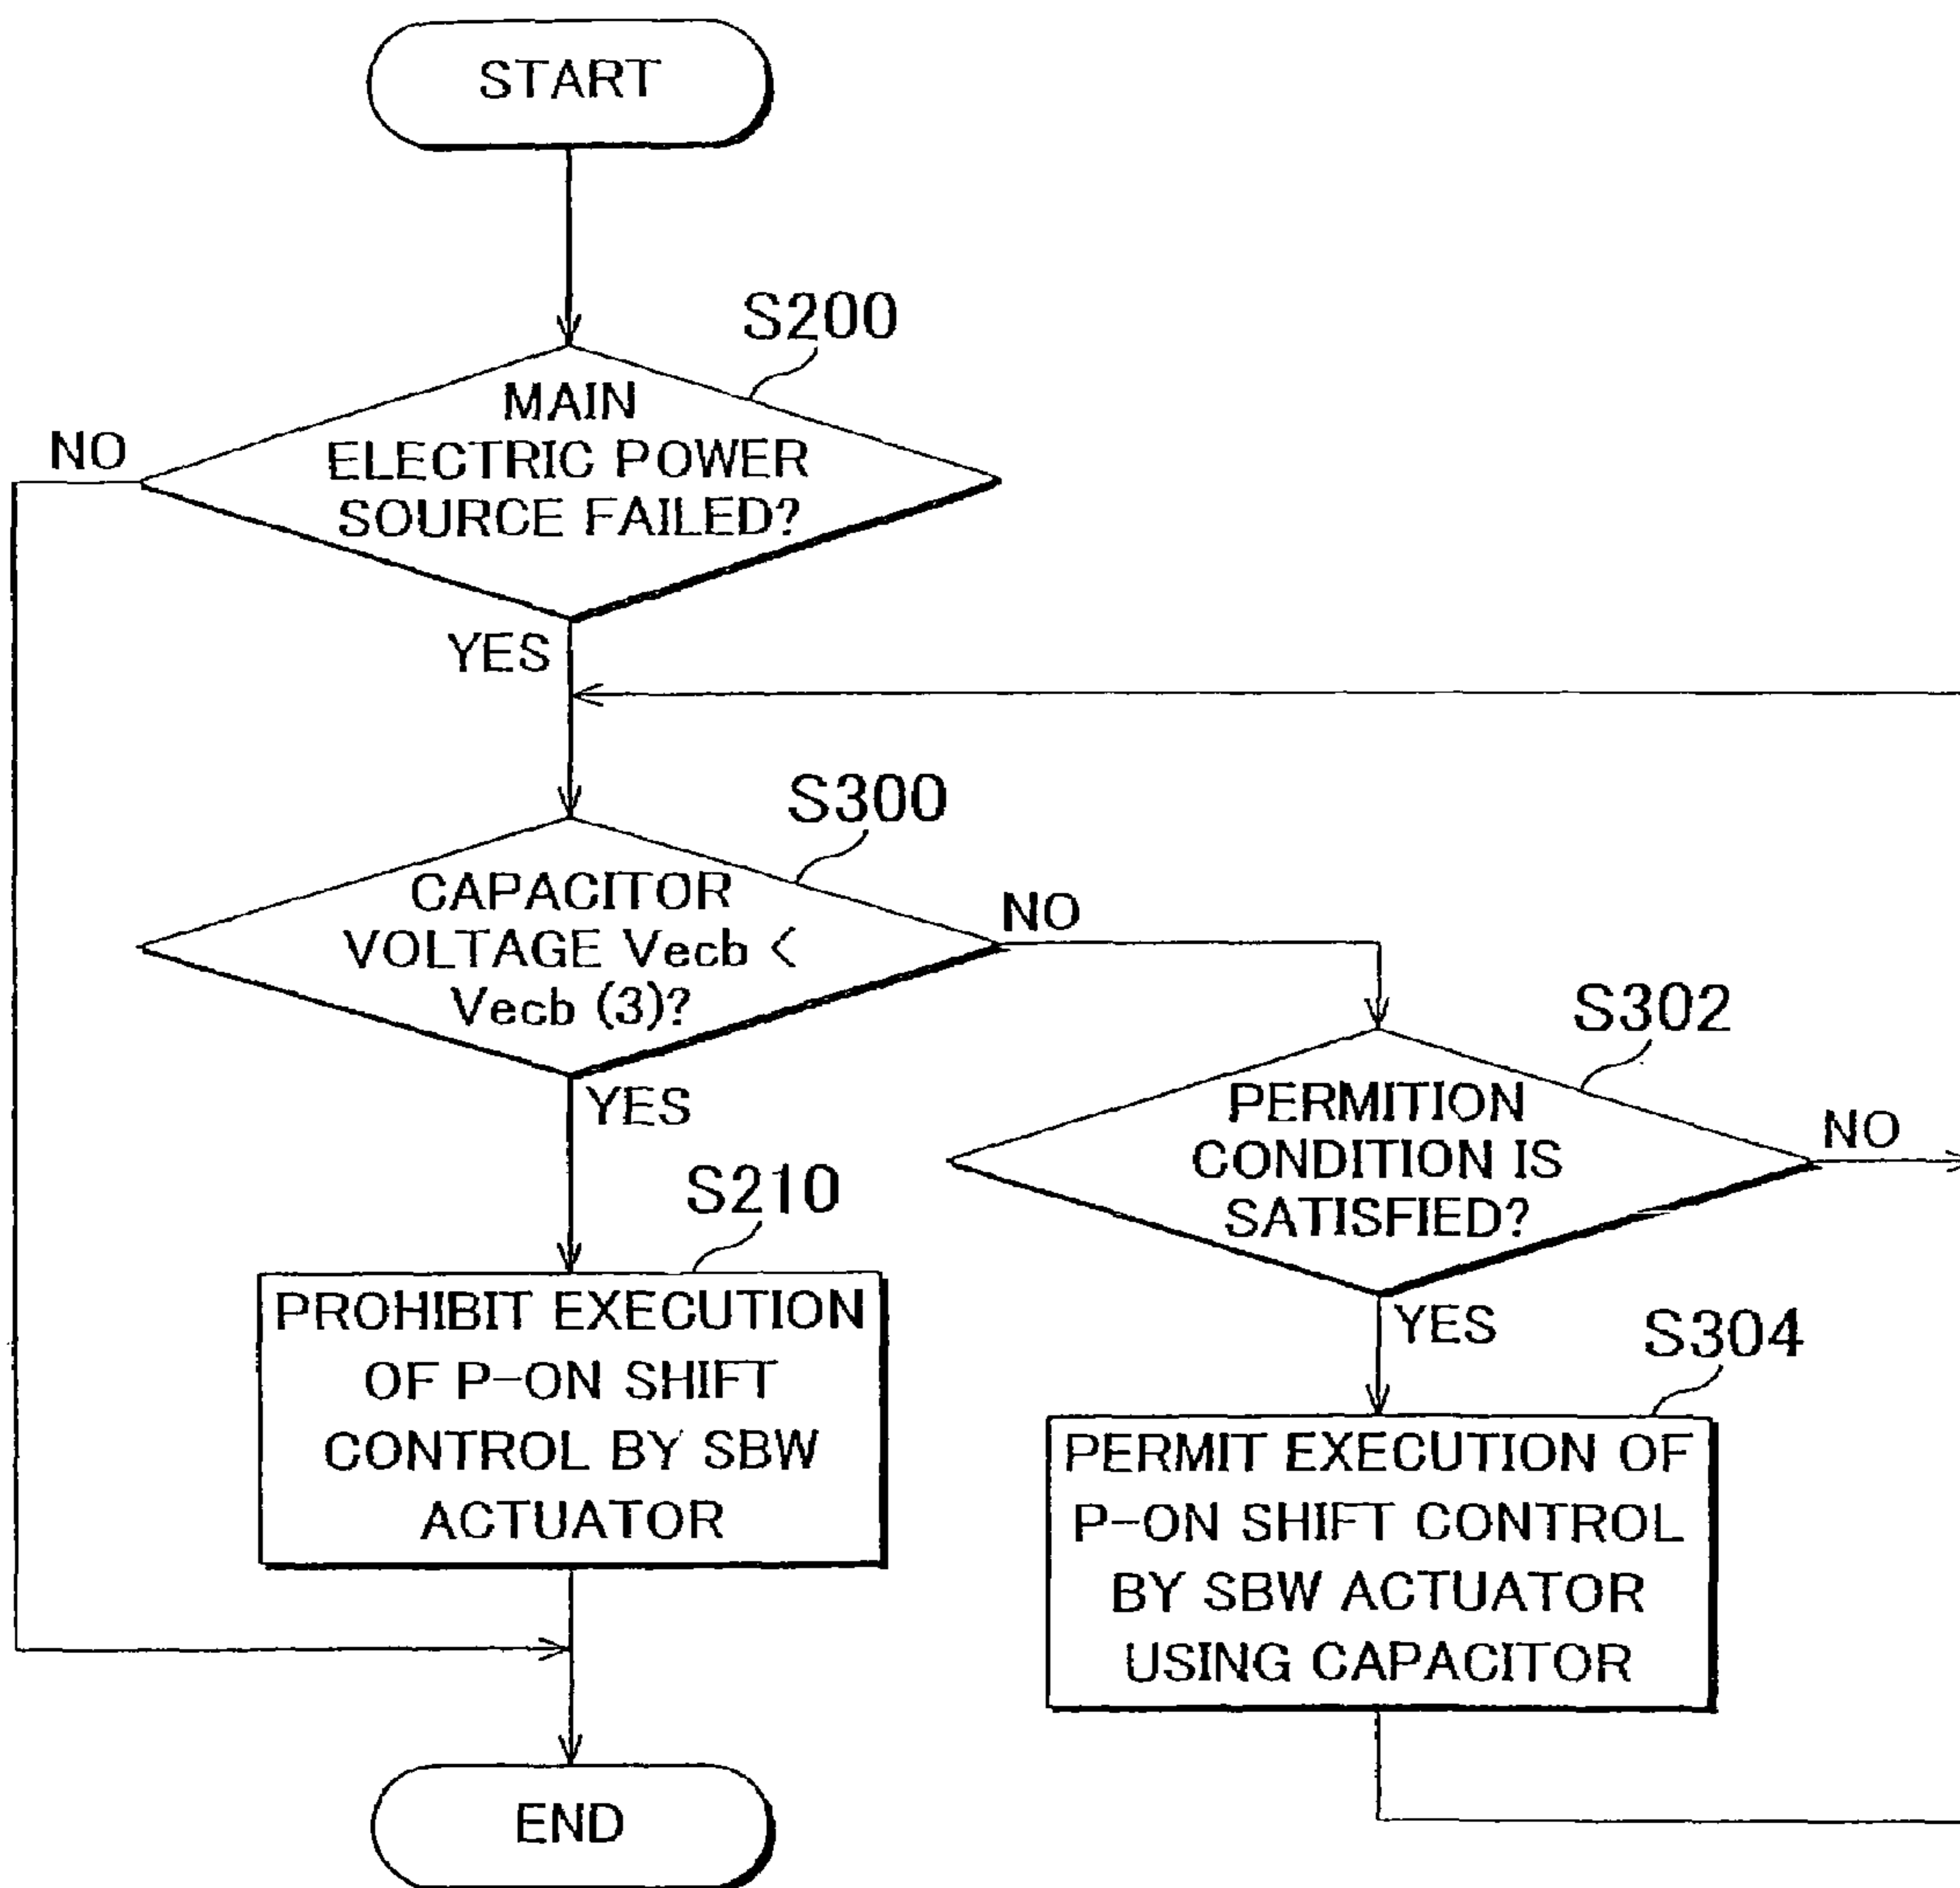 START
S200
MAIN
ELECTRIC POWER
SOURCE FAILED?
NO
YES
S300
CAPACITOR
VOLTAGE Vecb <
Vecb (3)?
NO
YES
S302
PERMITION
CONDITION IS
SATISFIED?
NO
YES
S210
PROHIBIT EXECUTION
OF P-ON SHIFT
CONTROL BY SBW
ACTUATOR
S304
PERMIT EXECUTION OF
P-ON SHIFT CONTROL
BY SBW ACTUATOR
USING CAPACITOR
END